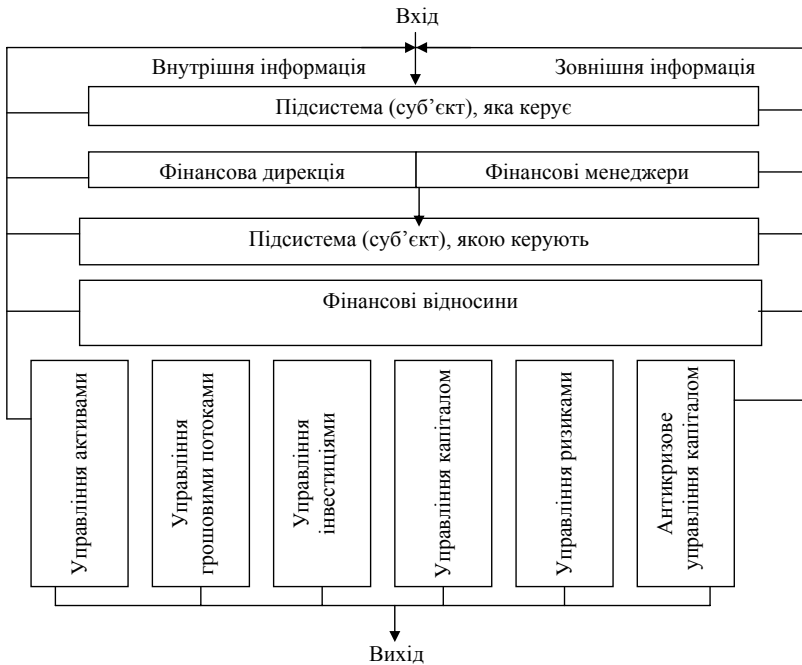 Вхід
Внутрішня інформація
Зовнішня інформація
Підсистема (суб’єкт), яка керує
Фінансова дирекція
Фінансові менеджери
Підсистема (суб’єкт), якою керують
Фінансові відносини
Управління активами
Управління
грошовими потоками
Управління
інвестиціями
Управління капіталом
Управління ризиками
Антикризове
управління капіталом
Вихід